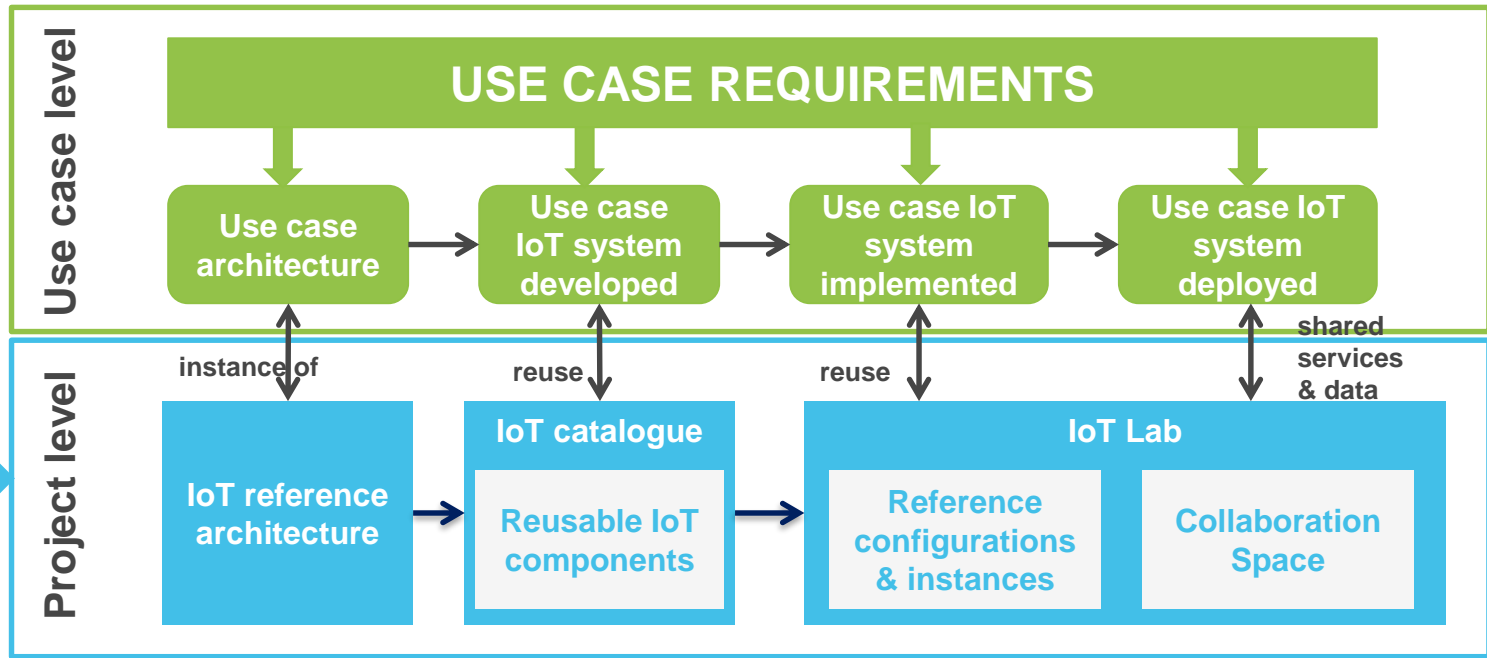 Use case level
USE CASE REQUIREMENTS
Use case
architecture
Use case
IoT system
developed
Use case IoT
system
implemented
Use case IoT
system
deployed
instance of
reuse
reuse
shared
services
& data
Project level
IoT reference
architecture
IoT catalogue
Reusable IoT
components
IoT Lab
Reference
configurations
& instances
Collaboration
Space